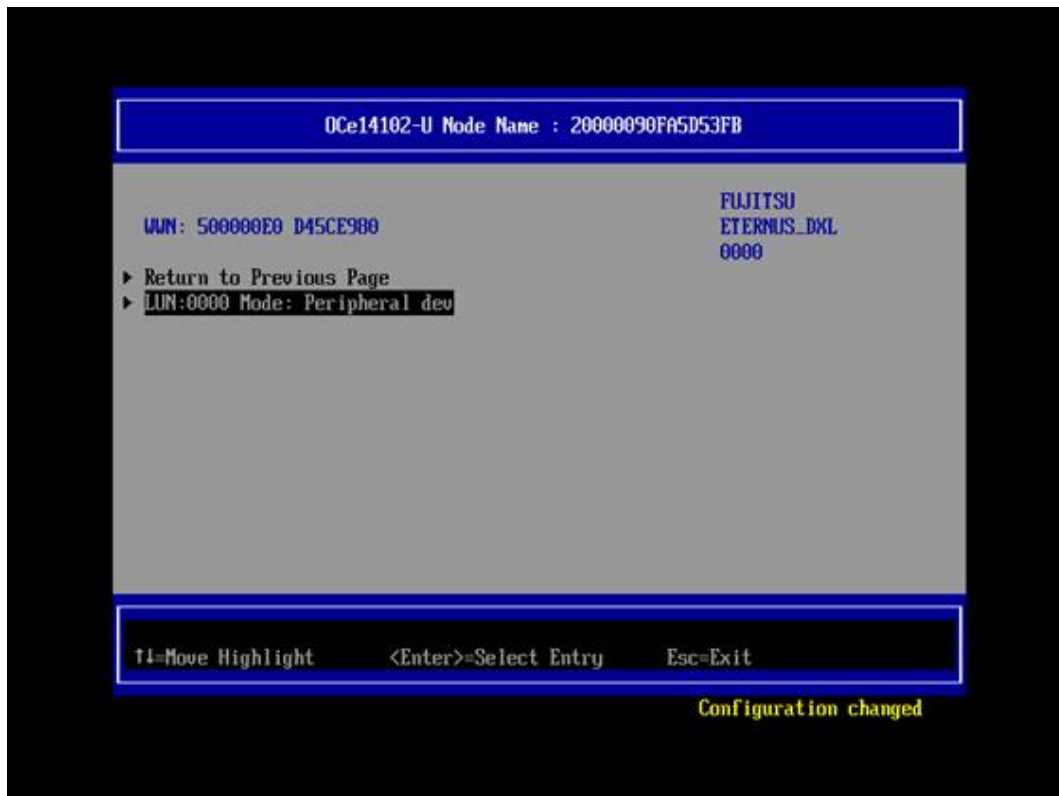 OCe14102-U Node Name : 20000090FA5D53FB
FUJITSU
WWN: 500000E0 D45CE980
ETERNUS_DXL
0000
Return to Previous Page
LUN:0000 Mode: Peripheral dev
↑↓=Move Highlight <Enter>=Select Entry Esc=Exit
Configuration changed